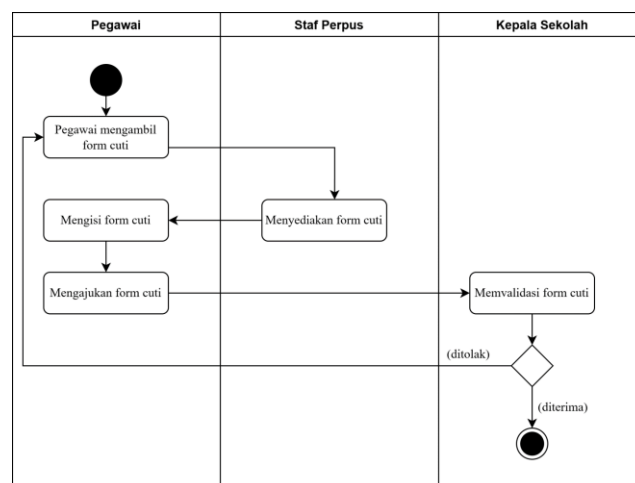 Pegawai
Staf Perpus
Kepala Sekolah
Pegawai mengambil
form cuti
Mengisi form cuti
Menyediakan form cuti
Mengajukan form cuti
Memvalidasi form cuti
(ditolak)
(diterima)